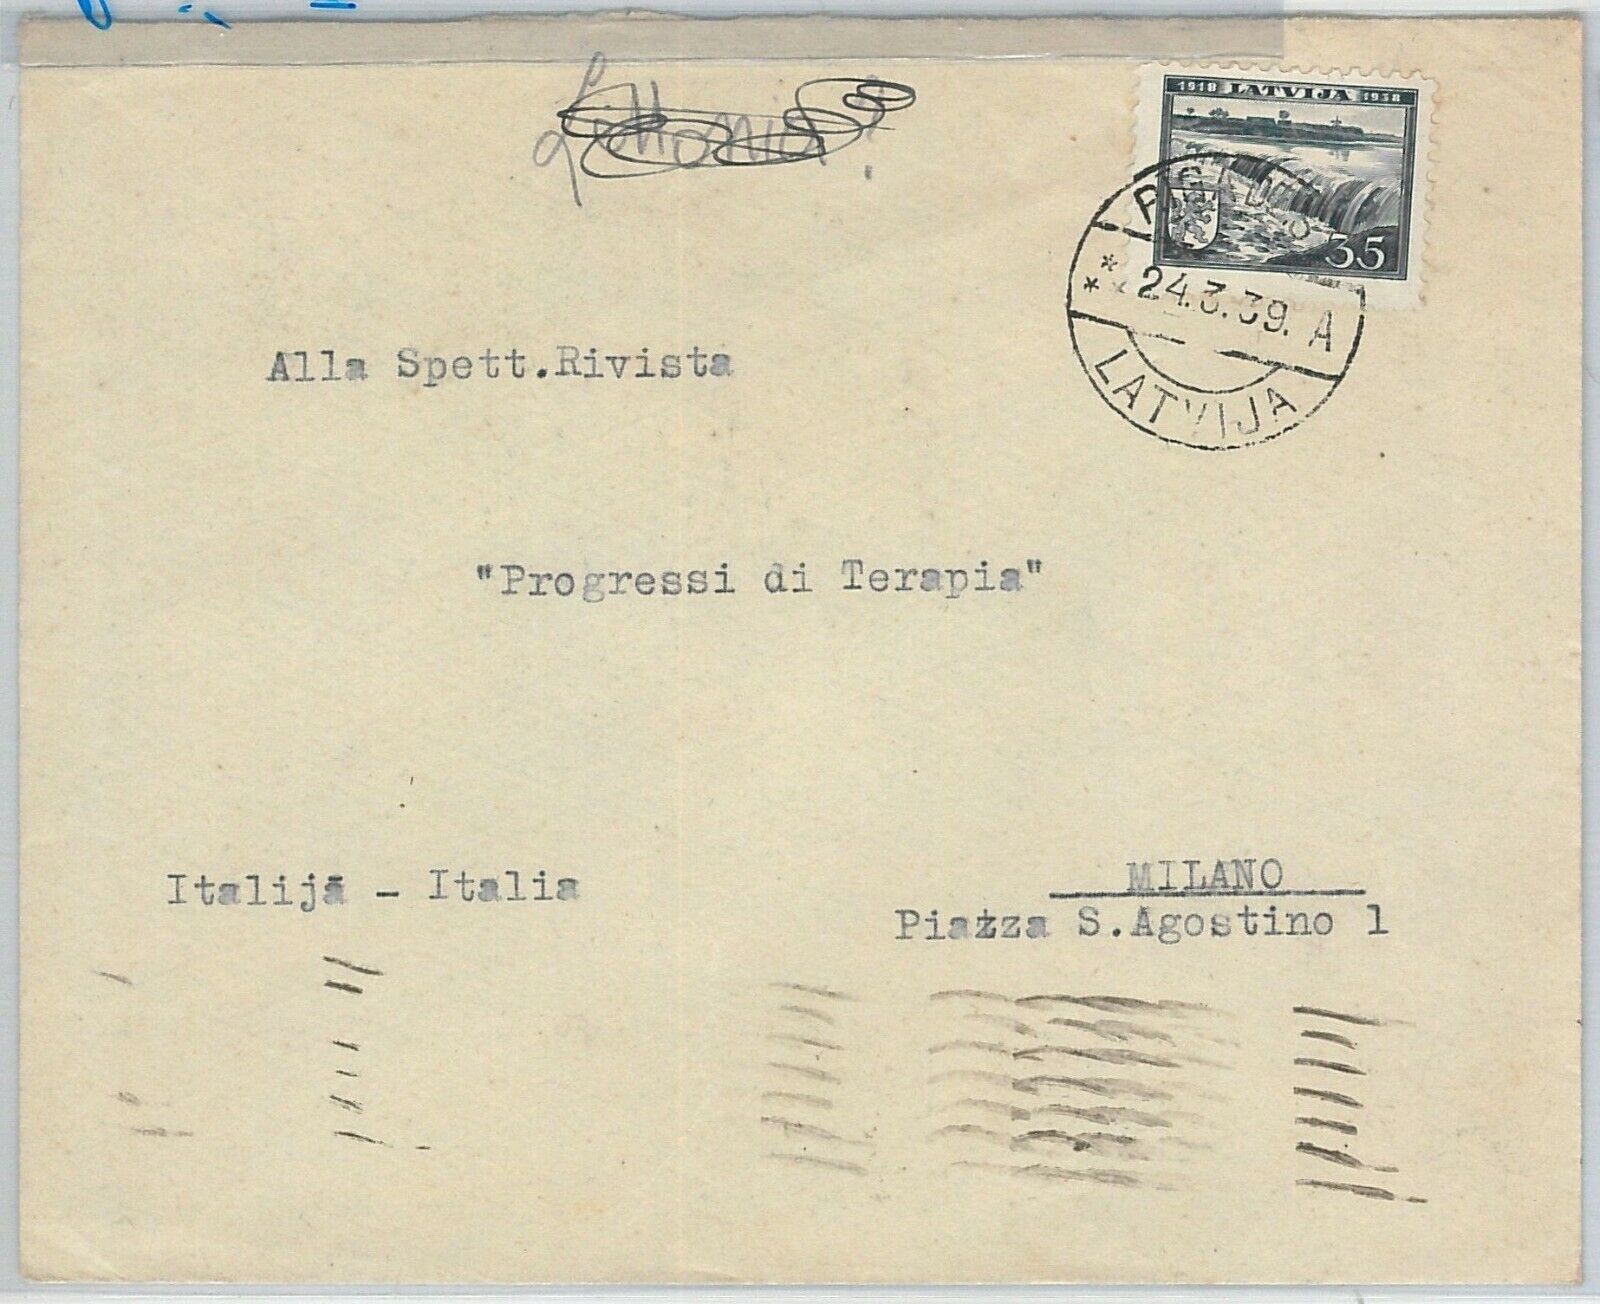 Lettonia?
1918 LATVIJA 1938
35
24.3.39. A
LATVIJA
Alla Spett.Rivista
"Progressi di Terapia"
Italijā - Italia
MILANO
Piazza S.Agostino 1